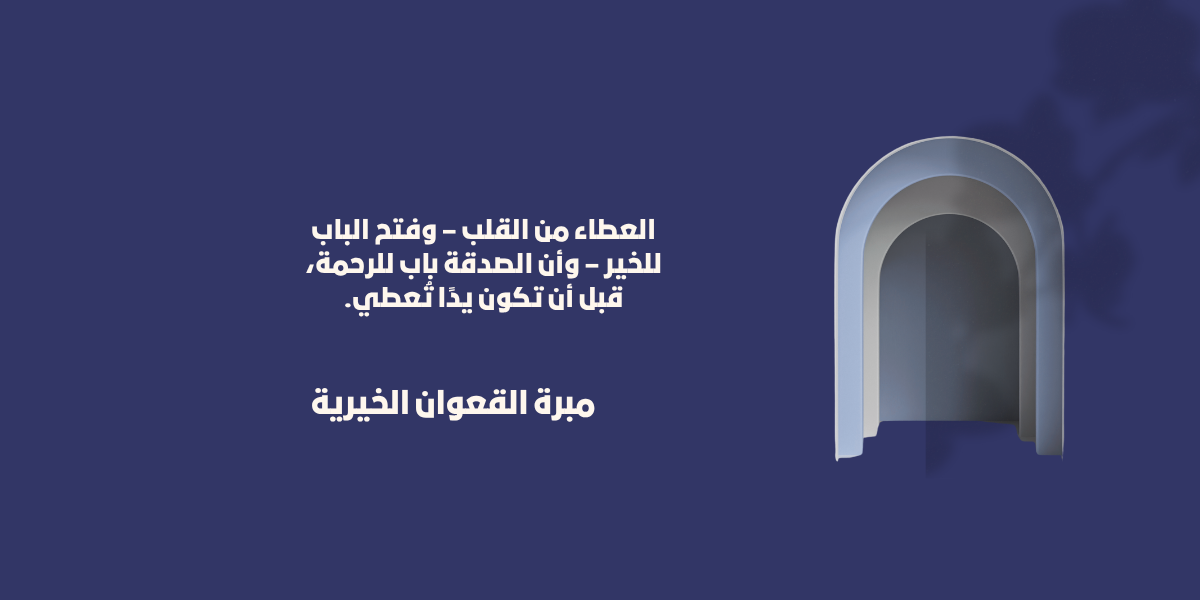 العطاء من القلب – وفتح الباب
للخير – وأن الصدقة باب للرحمة،
قبل أن تكون يدًا تُعطي.
مبرة القعوان الخيرية